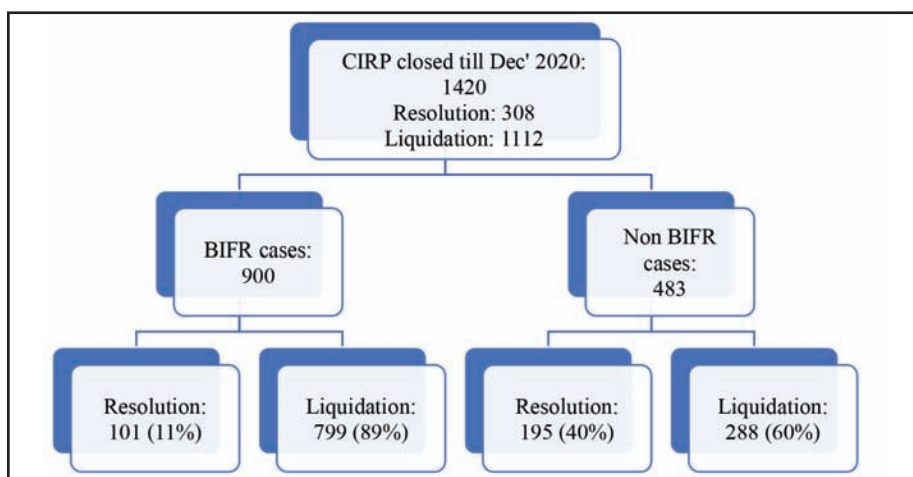 CIRP closed till Dec' 2020:
1420
Resolution: 308
Liquidation: 1112
BIFR cases:
900
Non BIFR
cases:
483
Resolution:
101 (11%)
Liquidation:
799 (89%)
Resolution:
195 (40%)
Liquidation:
288 (60%)